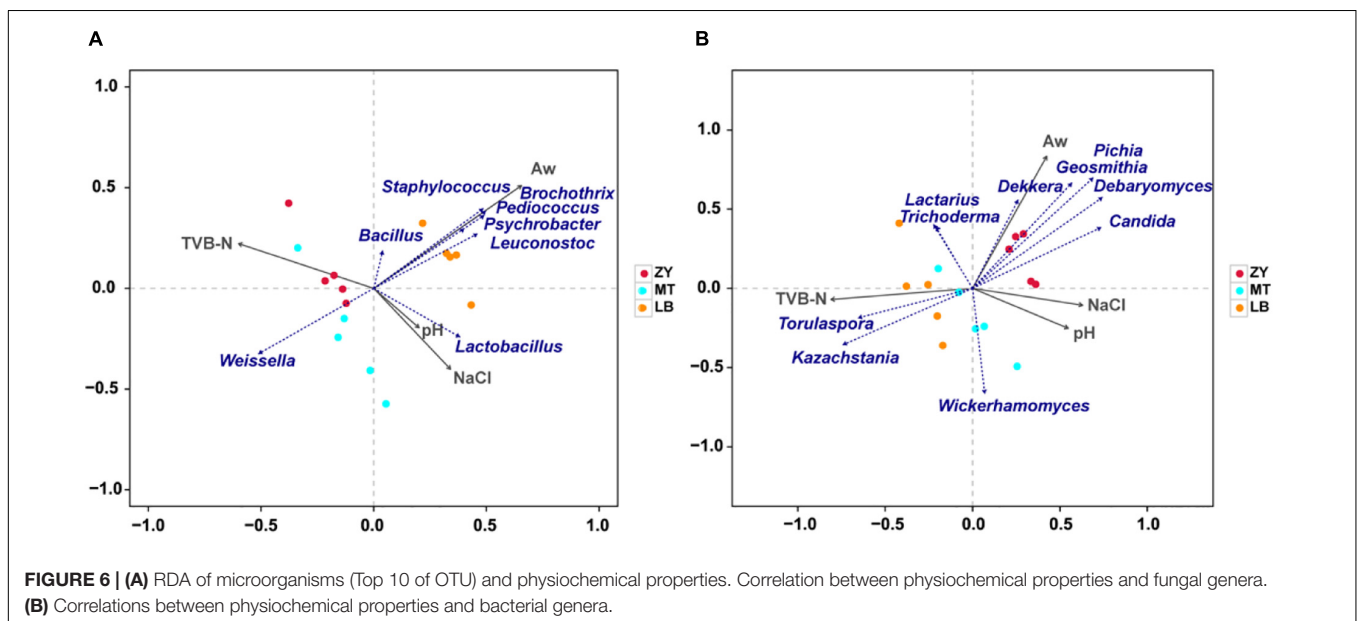 A
1.0
0.5
0.0
−0.5
−1.0
−1.0
−0.5
0.0
0.5
1.0
Aw
Staphylococcus
Brochothrix
Pediococcus
Psychrobacter
Leuconostoc
Bacillus
TVB-N
pH
Lactobacillus
NaCl
Weissella
ZY
MT
LB
B
1.0
0.5
0.0
−0.5
−1.0
−1.0
−0.5
0.0
0.5
1.0
Aw
Pichia
Geosmithia
Dekkera
Debaryomyces
Lactarius
Trichoderma
Candida
TVB-N
NaCl
Torulaspora
pH
Kazachstania
Wickerhamomyces
ZY
MT
LB
FIGURE 6 | (A) RDA of microorganisms (Top 10 of OTU) and physiochemical properties. Correlation between physiochemical properties and fungal genera.
(B) Correlations between physiochemical properties and bacterial genera.